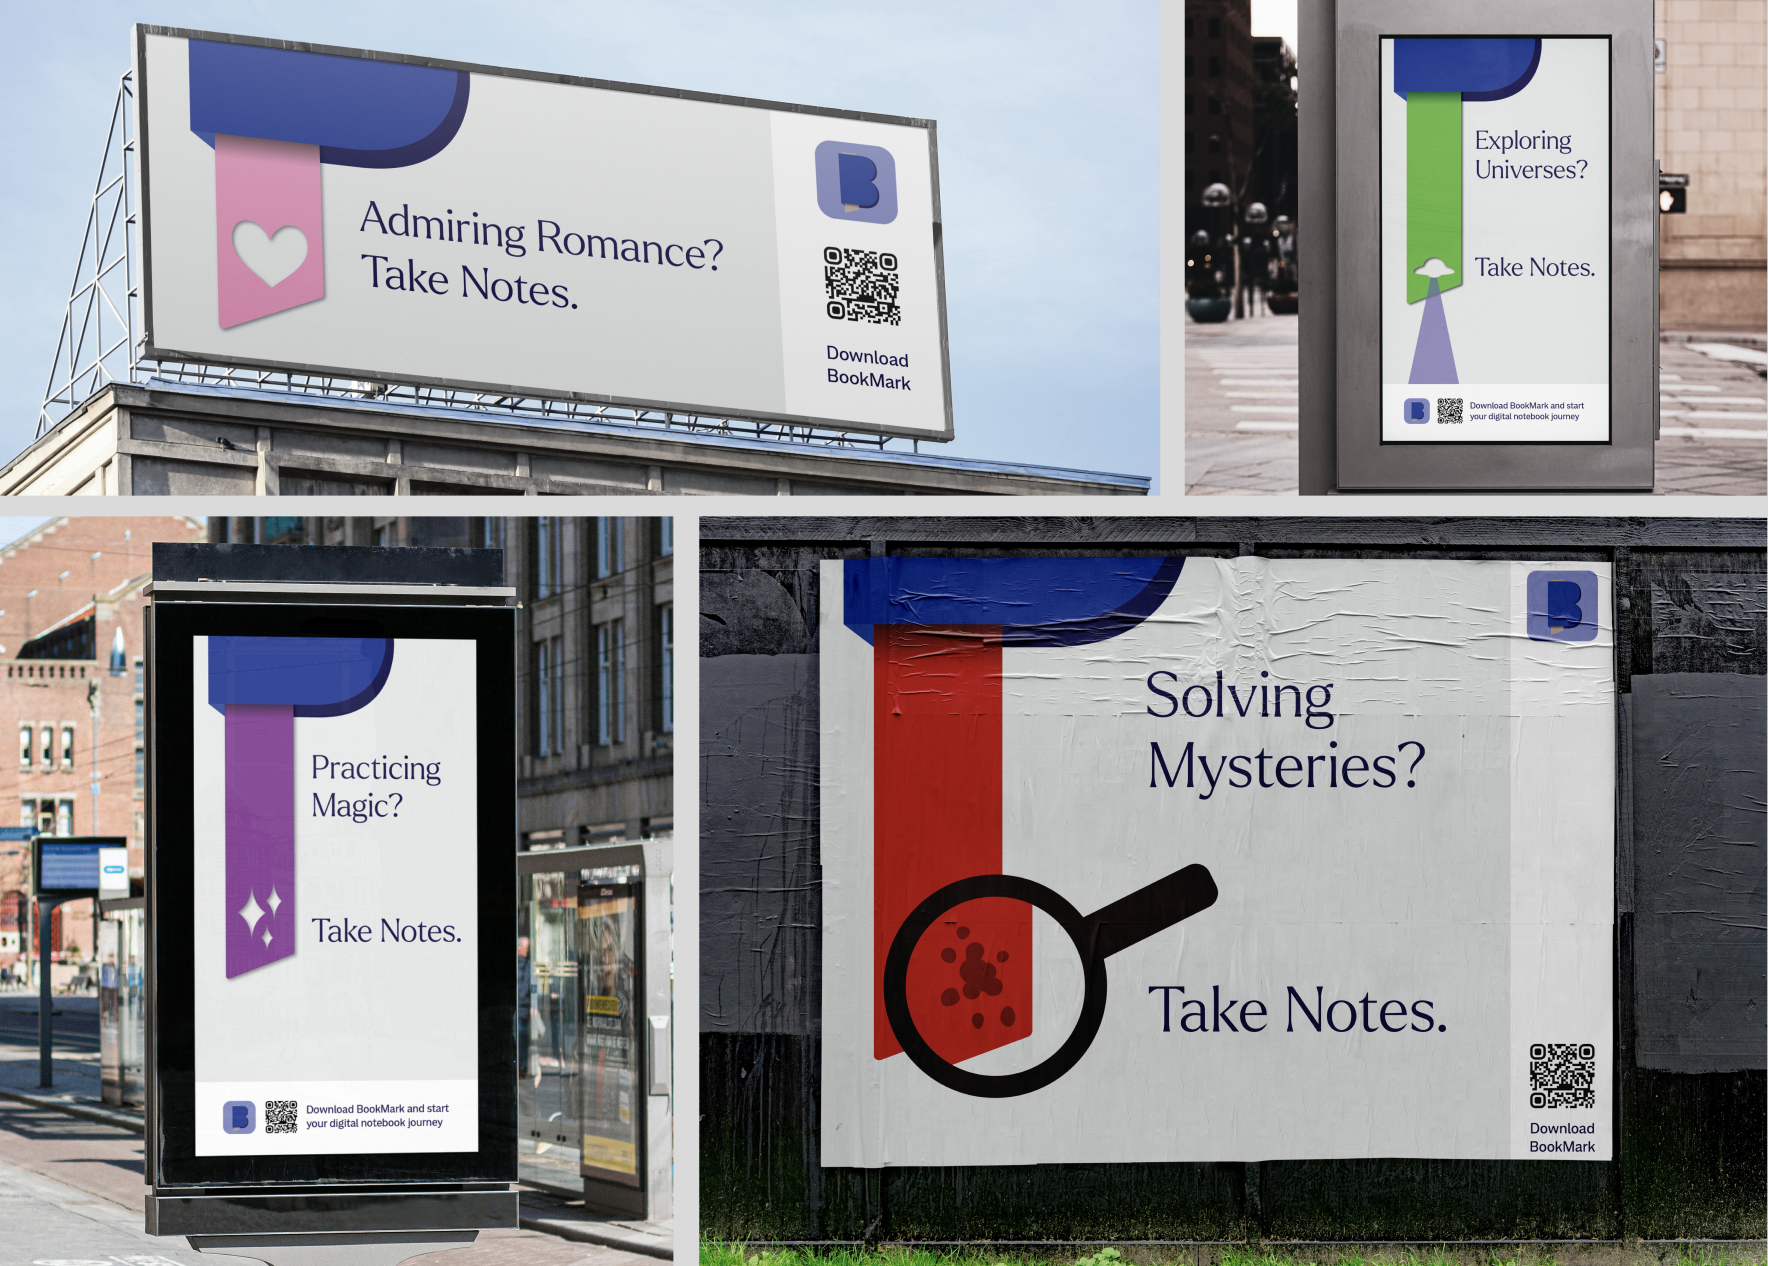 Admiring Romance?
Take Notes.
B
Download
BookMark
Exploring
Universes?
Take Notes.
B
Download BookMark and start
your digital notebook journey
Practicing
Magic?
Take Notes.
B
Download BookMark and start
your digital notebook journey
Solving
Mysteries?
Take Notes.
B
Download
BookMark